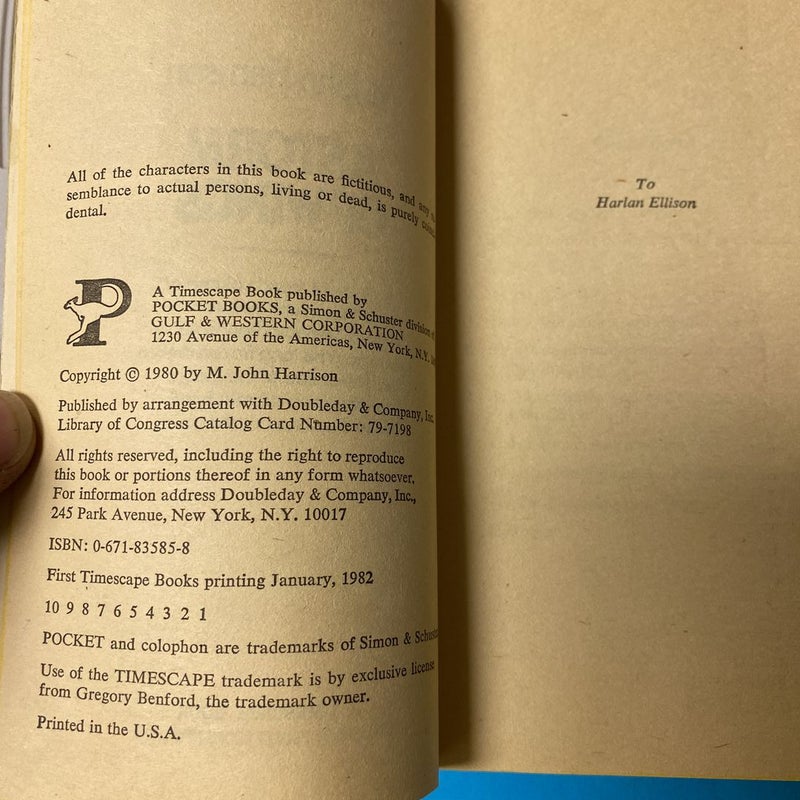 All of the characters in this book are fictitious, and any
semblance to actual persons, living or dead, is purely
dental.
P
A Timescape Book published by
POCKET BOOKS, a Simon & Schuster division
GULF & WESTERN CORPORATION
1230 Avenue of the Americas, New York, N.Y.
Copyright © 1980 by M. John Harrison
Published by arrangement with Doubleday & Company, Inc.
Library of Congress Catalog Card Number: 79-7198
All rights reserved, including the right to reproduce
this book or portions thereof in any form whatsoever.
For information address Doubleday & Company, Inc.,
245 Park Avenue, New York, N.Y. 10017
ISBN: 0-671-83585-8
First Timescape Books printing January, 1982
10 9 8 7 6 5 4 3 2 1
POCKET and colophon are trademarks of Simon &
Use of the TIMESCAPE trademark is by exclusive license
from Gregory Benford, the trademark owner.
Printed in the U.S.A.
To
Harlan Ellison